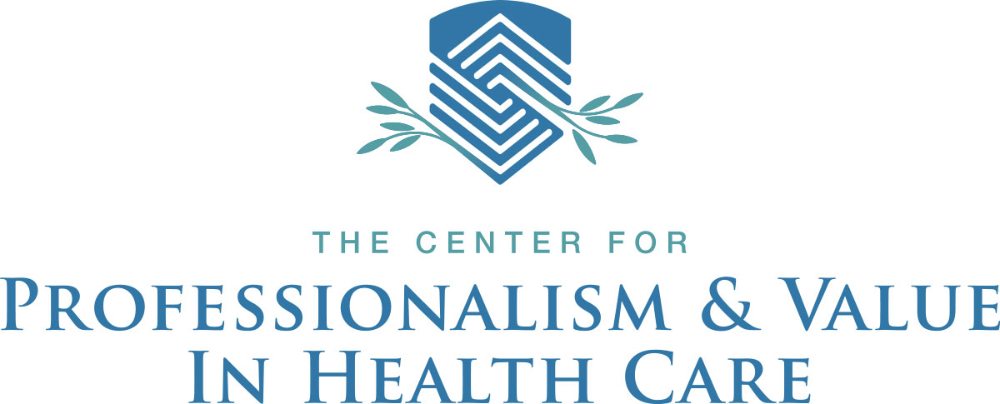 THE CENTER FOR
PROFESSIONALISM & VALUE
IN HEALTH CARE